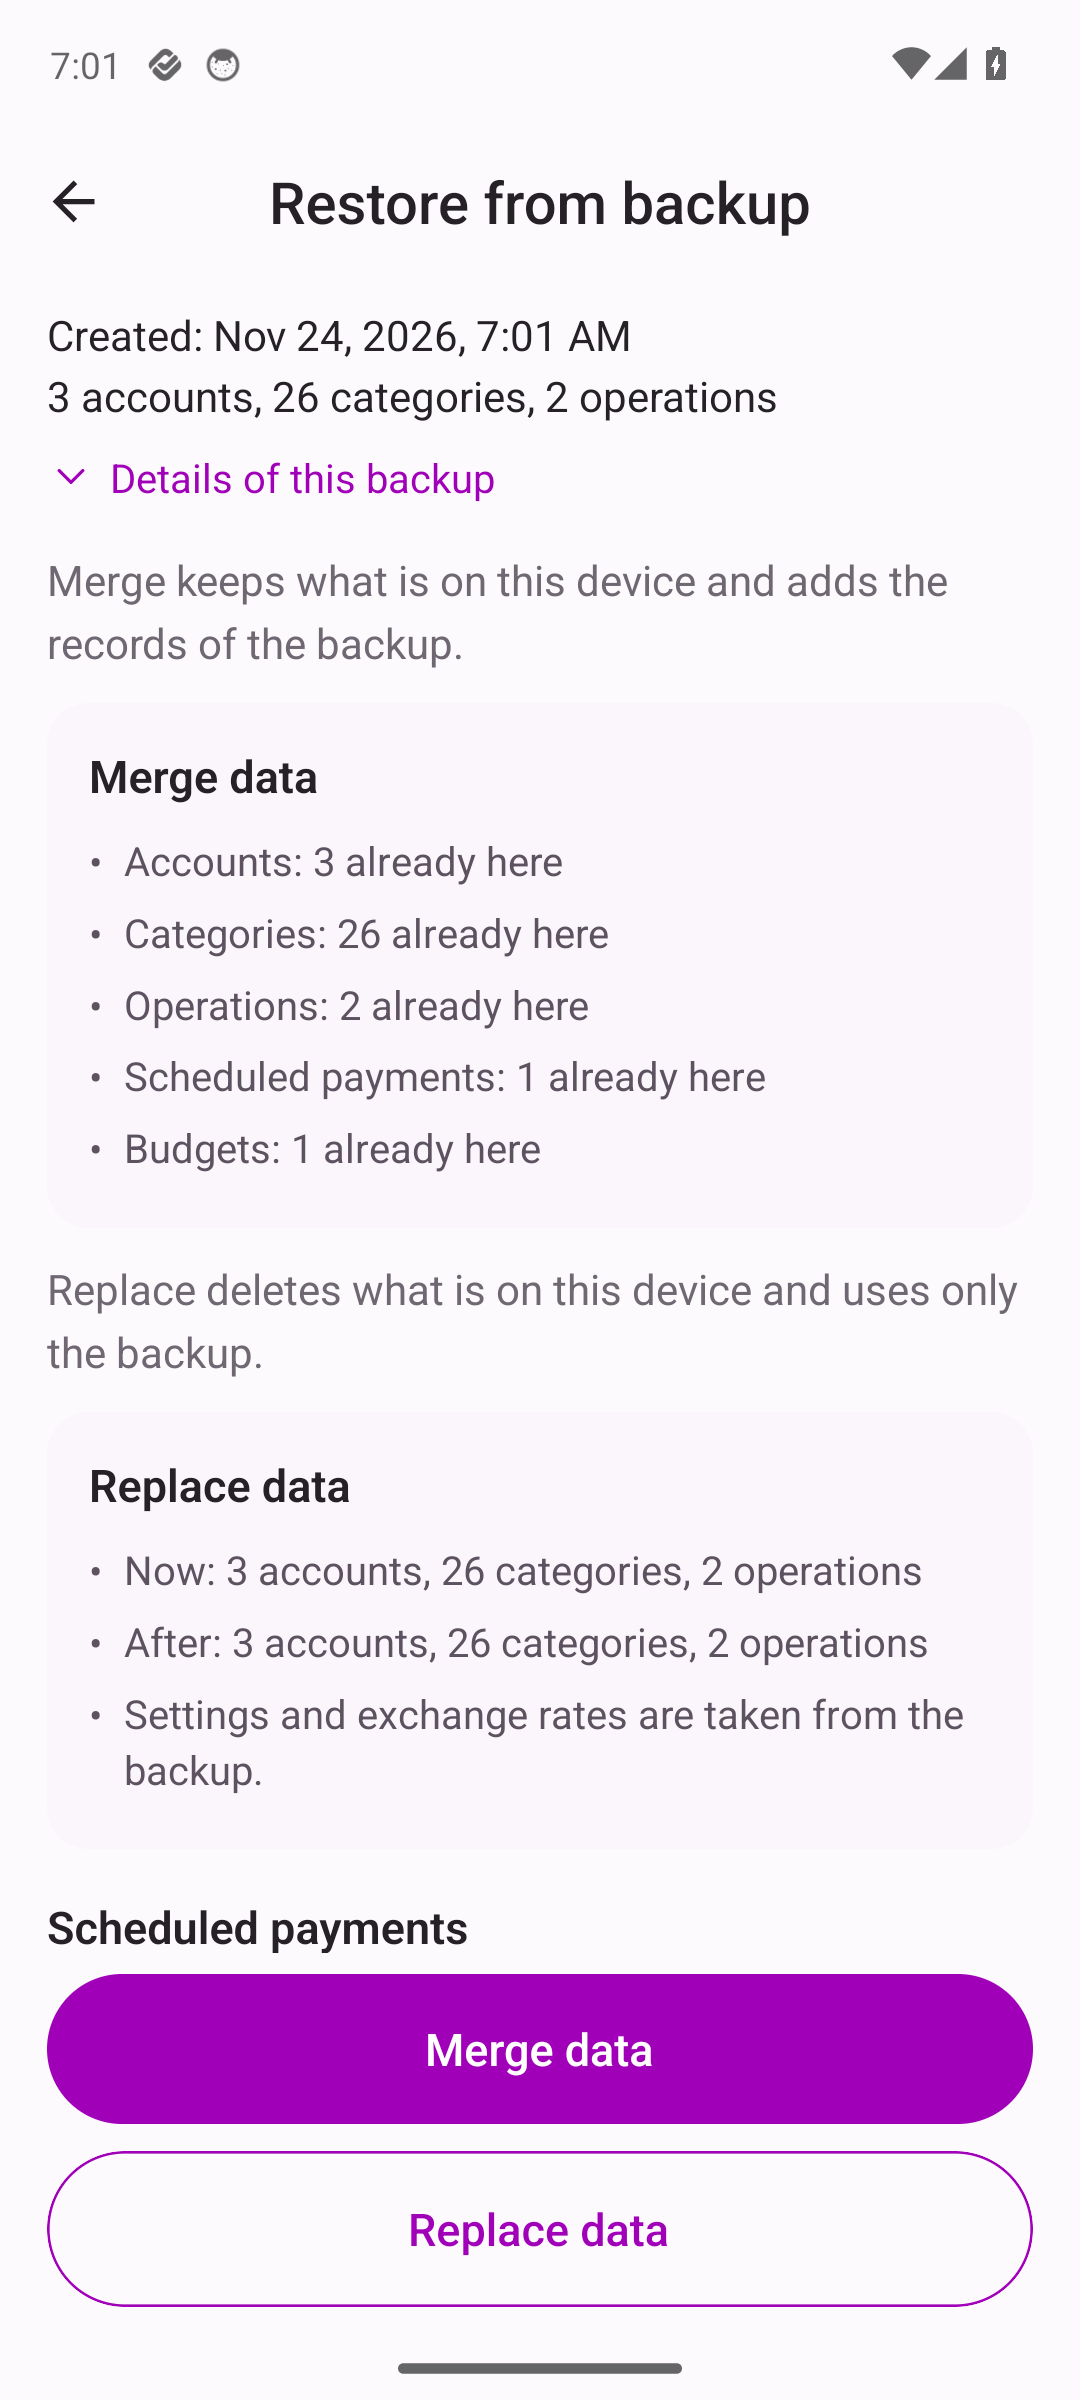 7:01
Restore from backup
Created: Nov 24, 2026, 7:01 AM
3 accounts, 26 categories, 2 operations
Details of this backup
Merge keeps what is on this device and adds the
records of the backup.
Merge data
• Accounts: 3 already here
• Categories: 26 already here
• Operations: 2 already here
• Scheduled payments: 1 already here
• Budgets: 1 already here
Replace deletes what is on this device and uses only
the backup.
Replace data
• Now: 3 accounts, 26 categories, 2 operations
• After: 3 accounts, 26 categories, 2 operations
• Settings and exchange rates are taken from the
backup.
Scheduled payments
Merge data
Replace data